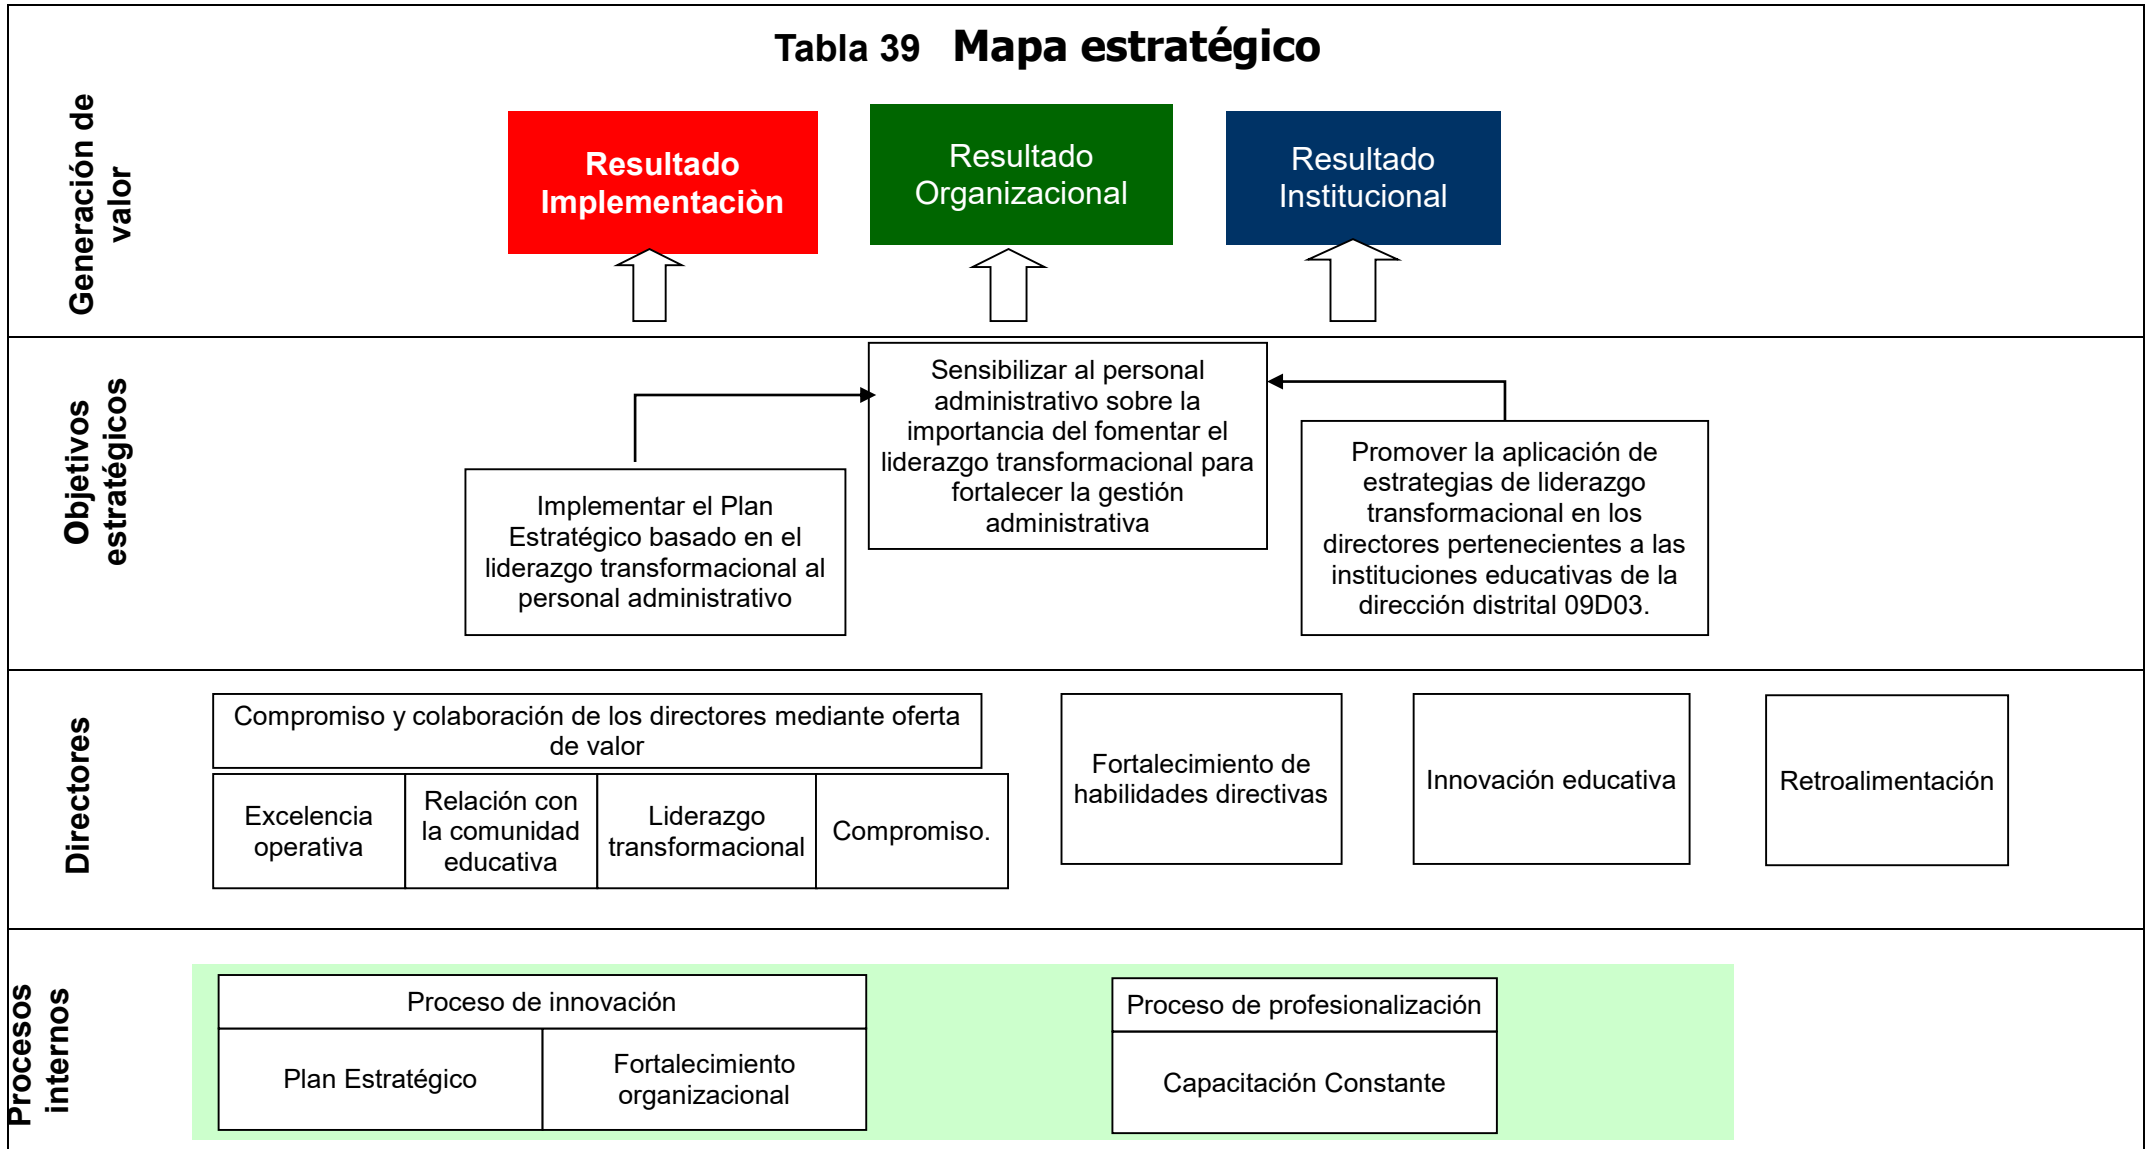 Tabla 39 Mapa estratégico
Generación de
valor
Resultado
Implementaciòn
Resultado
Organizacional
Resultado
Institucional
Objetivos
estratégicos
Sensibilizar al personal
administrativo sobre la
importancia del fomentar el
liderazgo transformacional para
fortalecer la gestión
administrativa
Implementar el Plan
Estratégico basado en el
liderazgo transformacional al
personal administrativo
Promover la aplicación de
estrategias de liderazgo
transformacional en los
directores pertenecientes a las
instituciones educativas de la
dirección distrital 09D03.
Directores
Compromiso y colaboración de los directores mediante oferta
de valor
Excelencia
operativa
Relación con
la comunidad
educativa
Liderazgo
transformacional
Compromiso.
Fortalecimiento de
habilidades directivas
Innovación educativa
Retroalimentación
Procesos
internos
Proceso de innovación
Plan Estratégico
Fortalecimiento
organizacional
Proceso de profesionalización
Capacitación Constante